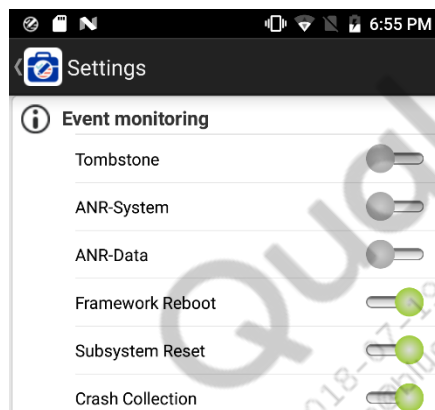 6:55 PM
Settings
Event monitoring
Tombstone
ANR-System
ANR-Data
Framework Reboot
Subsystem Reset
Crash Collection